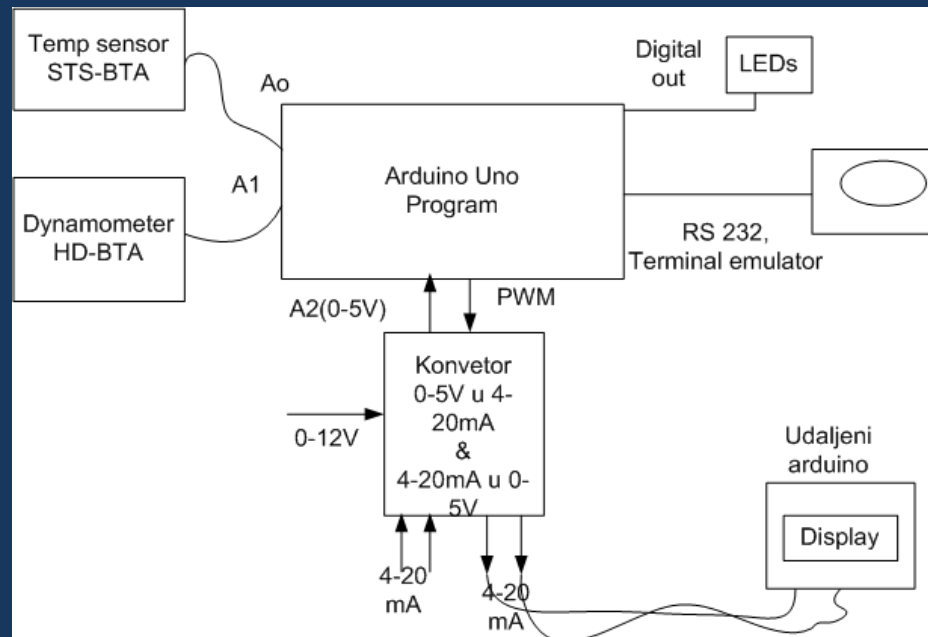 Temp sensor
STS-BTA
Ao
Digital
out
LEDs
A1
Dynamometer
HD-BTA
Arduino Uno
Program
RS 232,
Terminal emulator
A2(0-5V)
PWM
Konvetor
0-5V u 4-
20mA
&
4-20mA u 0-
5V
0-12V
4-20
mA
4-20
mA
Udaljeni
arduino
Display